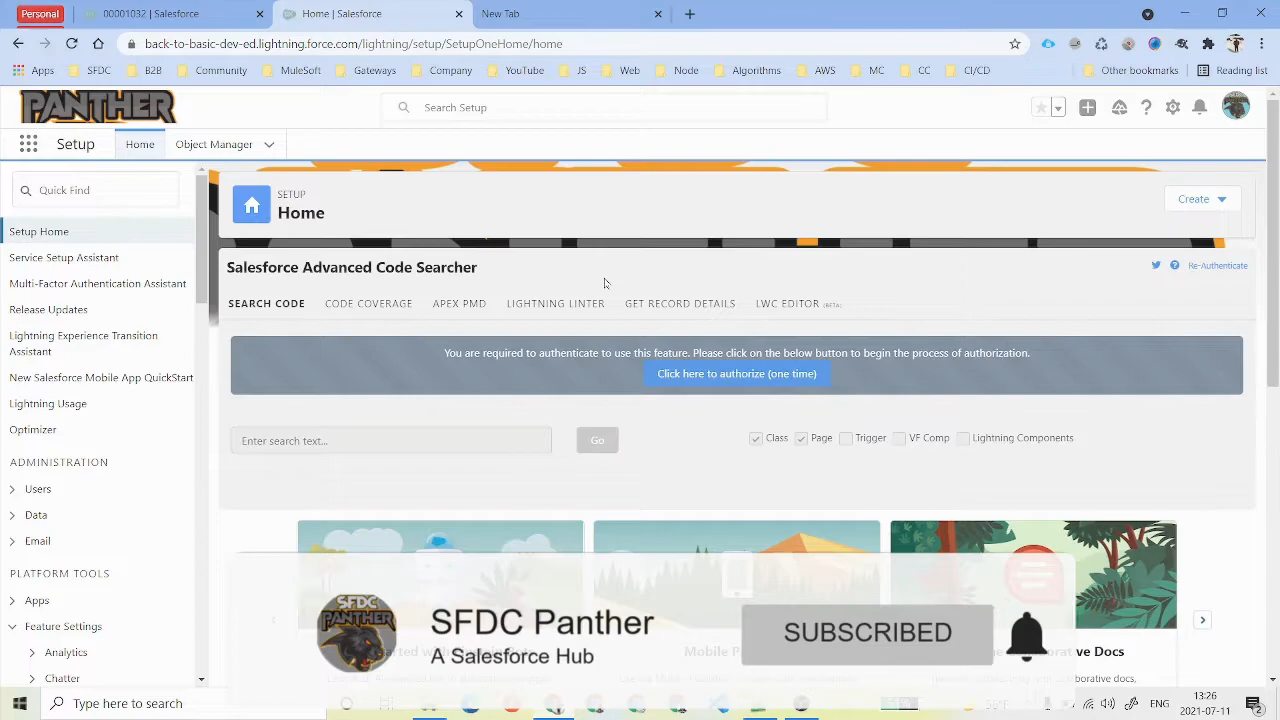 Personal
00001032 | Salesforce
Home | Salesforce
New Tab
back-to-basic-dev-ed.lightning.force.com/lightning/setup/SetupOneHome/home
Apps SFDC B2B Community MuleSoft Gateways Company YouTube JS Web Node Algorithms AWS MC CC CI/CD Other bookmarks Reading list
PANTHER
Search Setup
Setup Home Object Manager
Quick Find
Setup Home
Service Setup Assistant
Multi-Factor Authentication Assistant
Release Updates
Lightning Experience Transition
Assistant
New Salesforce Mobile App QuickStart
Lightning Usage
Optimizer
ADMINISTRATION
Users
Data
Email
PLATFORM TOOLS
Apps
Feature Settings
Analytics
Chatter
SETUP
Home
Create
Salesforce Advanced Code Searcher
Re-Authenticate
SEARCH CODE CODE COVERAGE APEX PMD LIGHTNING LINTER GET RECORD DETAILS LWC EDITOR (BETA)
You are required to authenticate to use this feature. Please click on the below button to begin the process of authorization.
Click here to authorize (one time)
Enter search text...
Go
Class Page Trigger VF Comp Lightning Components
SFDC
PANTHER
SFDC Panther
A Salesforce Hub
SUBSCRIBED
Mobile
ve Docs
Type here to search
ENG
13:26
2021-07-11